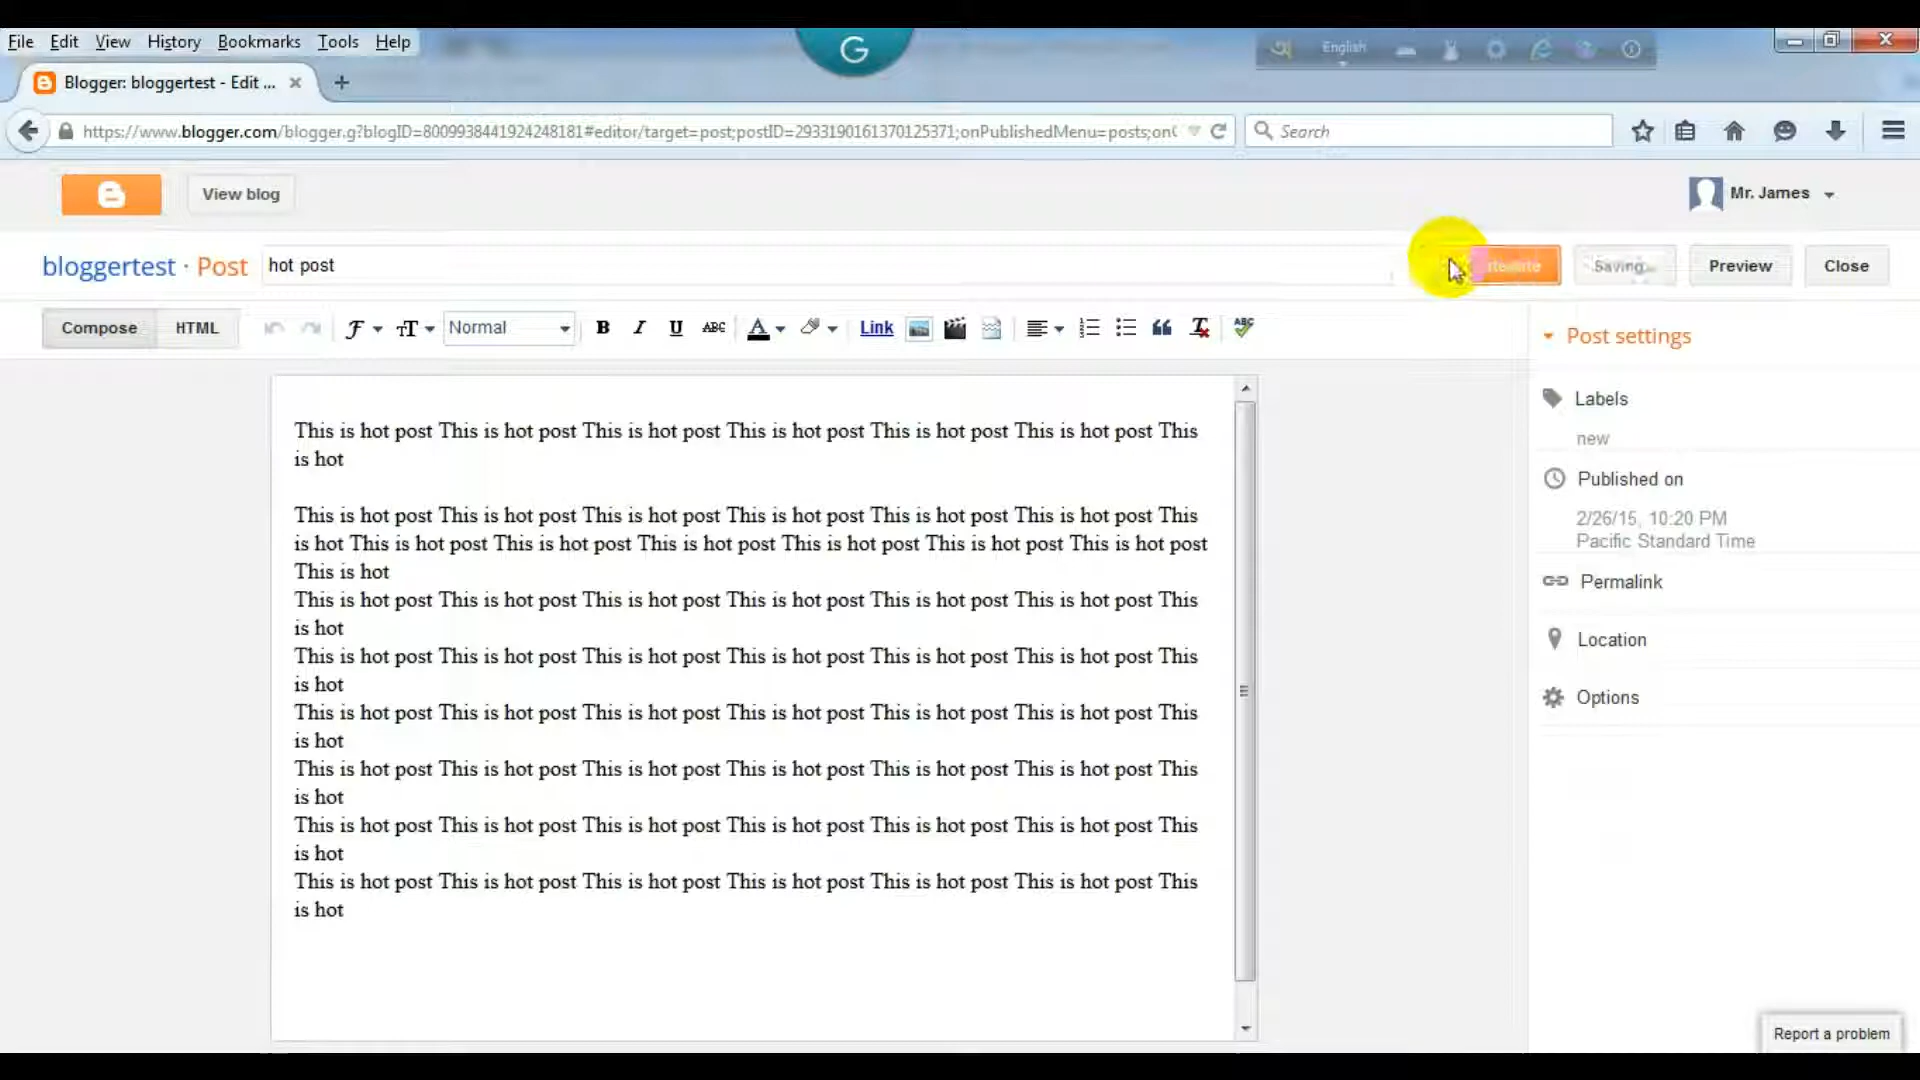 File Edit View History Bookmarks Tools Help
G
English
Blogger: bloggertest - Edit ...
https://www.blogger.com/blogger.g?blogID=8009938441924248181#editor/target=post;postID=2933190161370125371;onPublishedMenu=posts;on
Search
View blog
Mr. James
bloggertest · Post
hot post
Saving...
Preview
Close
Compose
HTML
Normal
B I U ABC A
Link
ABC
Post settings
This is hot post This is hot post This is hot post This is hot post This is hot post This is hot post This
is hot
This is hot post This is hot post This is hot post This is hot post This is hot post This is hot post This
is hot This is hot post This is hot post This is hot post This is hot post This is hot post This is hot post
This is hot
This is hot post This is hot post This is hot post This is hot post This is hot post This is hot post This
is hot
This is hot post This is hot post This is hot post This is hot post This is hot post This is hot post This
is hot
This is hot post This is hot post This is hot post This is hot post This is hot post This is hot post This
is hot
This is hot post This is hot post This is hot post This is hot post This is hot post This is hot post This
is hot
This is hot post This is hot post This is hot post This is hot post This is hot post This is hot post This
is hot
This is hot post This is hot post This is hot post This is hot post This is hot post This is hot post This
is hot
Labels
new
Published on
2/26/15, 10:20 PM
Pacific Standard Time
Permalink
Location
Options
Report a problem